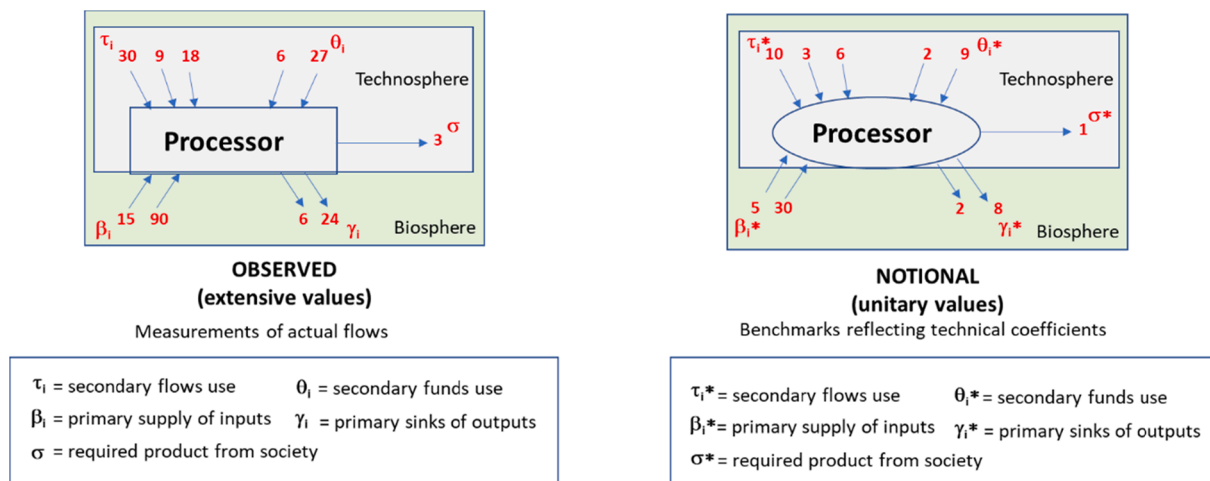 τi 30 9 18 6 27 θi
Technosphere
Processor
3 σ
βi 15 90 6 24 γi
Biosphere
OBSERVED
(extensive values)
Measurements of actual flows
τi = secondary flows use θi = secondary funds use
βi = primary supply of inputs γi = primary sinks of outputs
σ = required product from society
τi* 10 3 6 2 9 θi*
Technosphere
Processor
1 σ*
5 30 2 8
βi* γi*
Biosphere
NOTIONAL
(unitary values)
Benchmarks reflecting technical coefficients
τi* = secondary flows use θi* = secondary funds use
βi* = primary supply of inputs γi* = primary sinks of outputs
σ* = required product from society